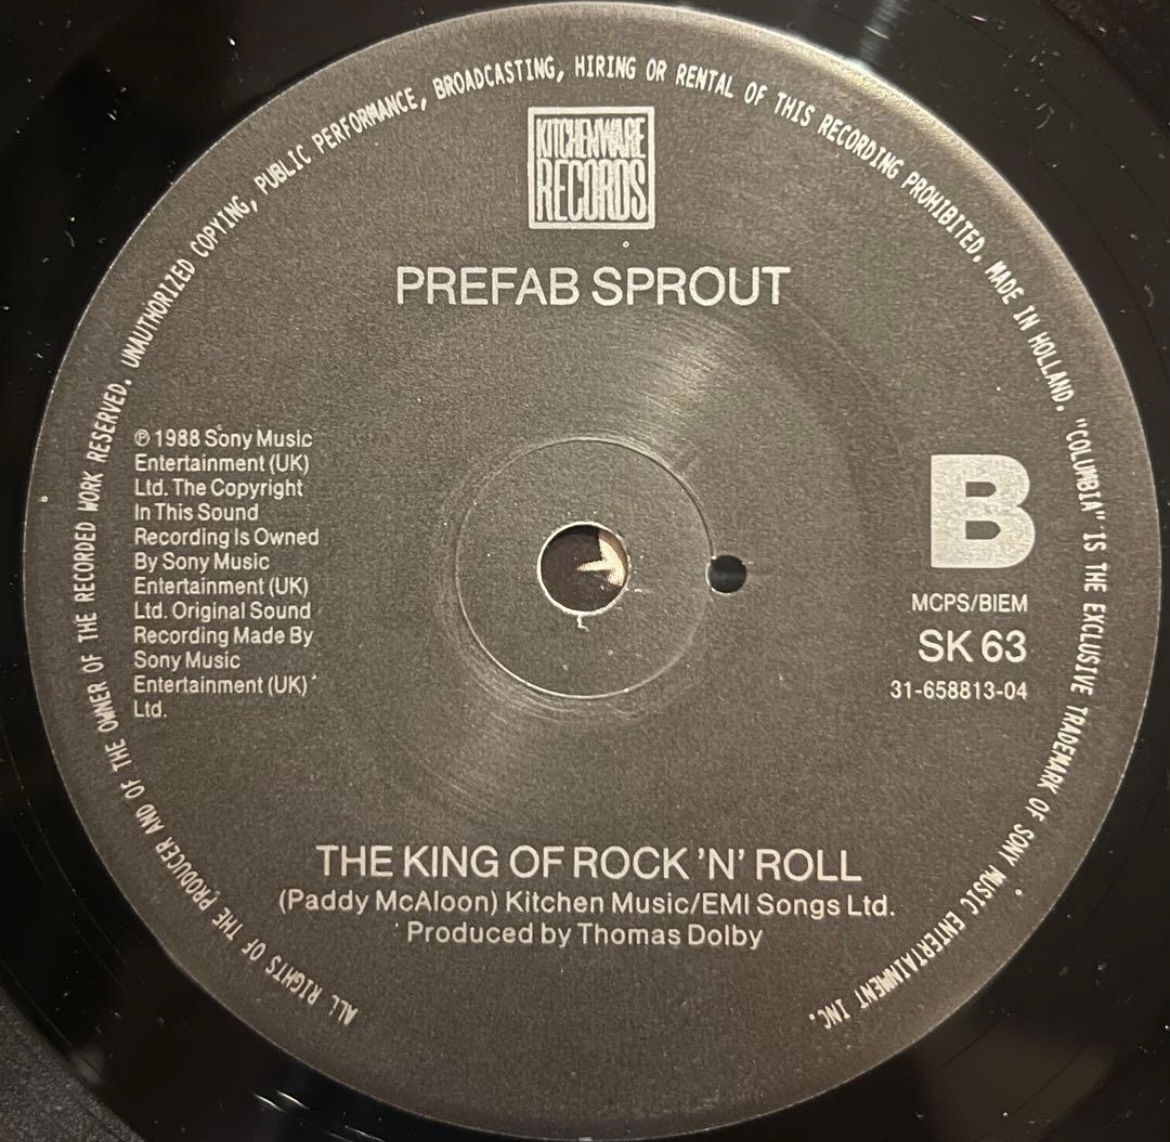 ALL RIGHTS OF THE PRODUCER AND OF THE OWNER OF THE RECORDED WORK RESERVED. UNAUTHORIZED COPYING, PUBLIC PERFORMANCE, BROADCASTING, HIRING OR RENTAL OF THIS RECORDING PROHIBITED. MADE IN HOLLAND. "COLUMBIA" IS THE EXCLUSIVE TRADEMARK OF SONY MUSIC ENTERTAINMENT INC.
KITCHENWARE
RECORDS
PREFAB SPROUT
℗ 1988 Sony Music
Entertainment (UK)
Ltd. The Copyright
In This Sound
Recording Is Owned
By Sony Music
Entertainment (UK)
Ltd. Original Sound
Recording Made By
Sony Music
Entertainment (UK)
Ltd.
B
MCPS/BIEM
SK 63
31-658813-04
THE KING OF ROCK 'N' ROLL
(Paddy McAloon) Kitchen Music/EMI Songs Ltd.
Produced by Thomas Dolby